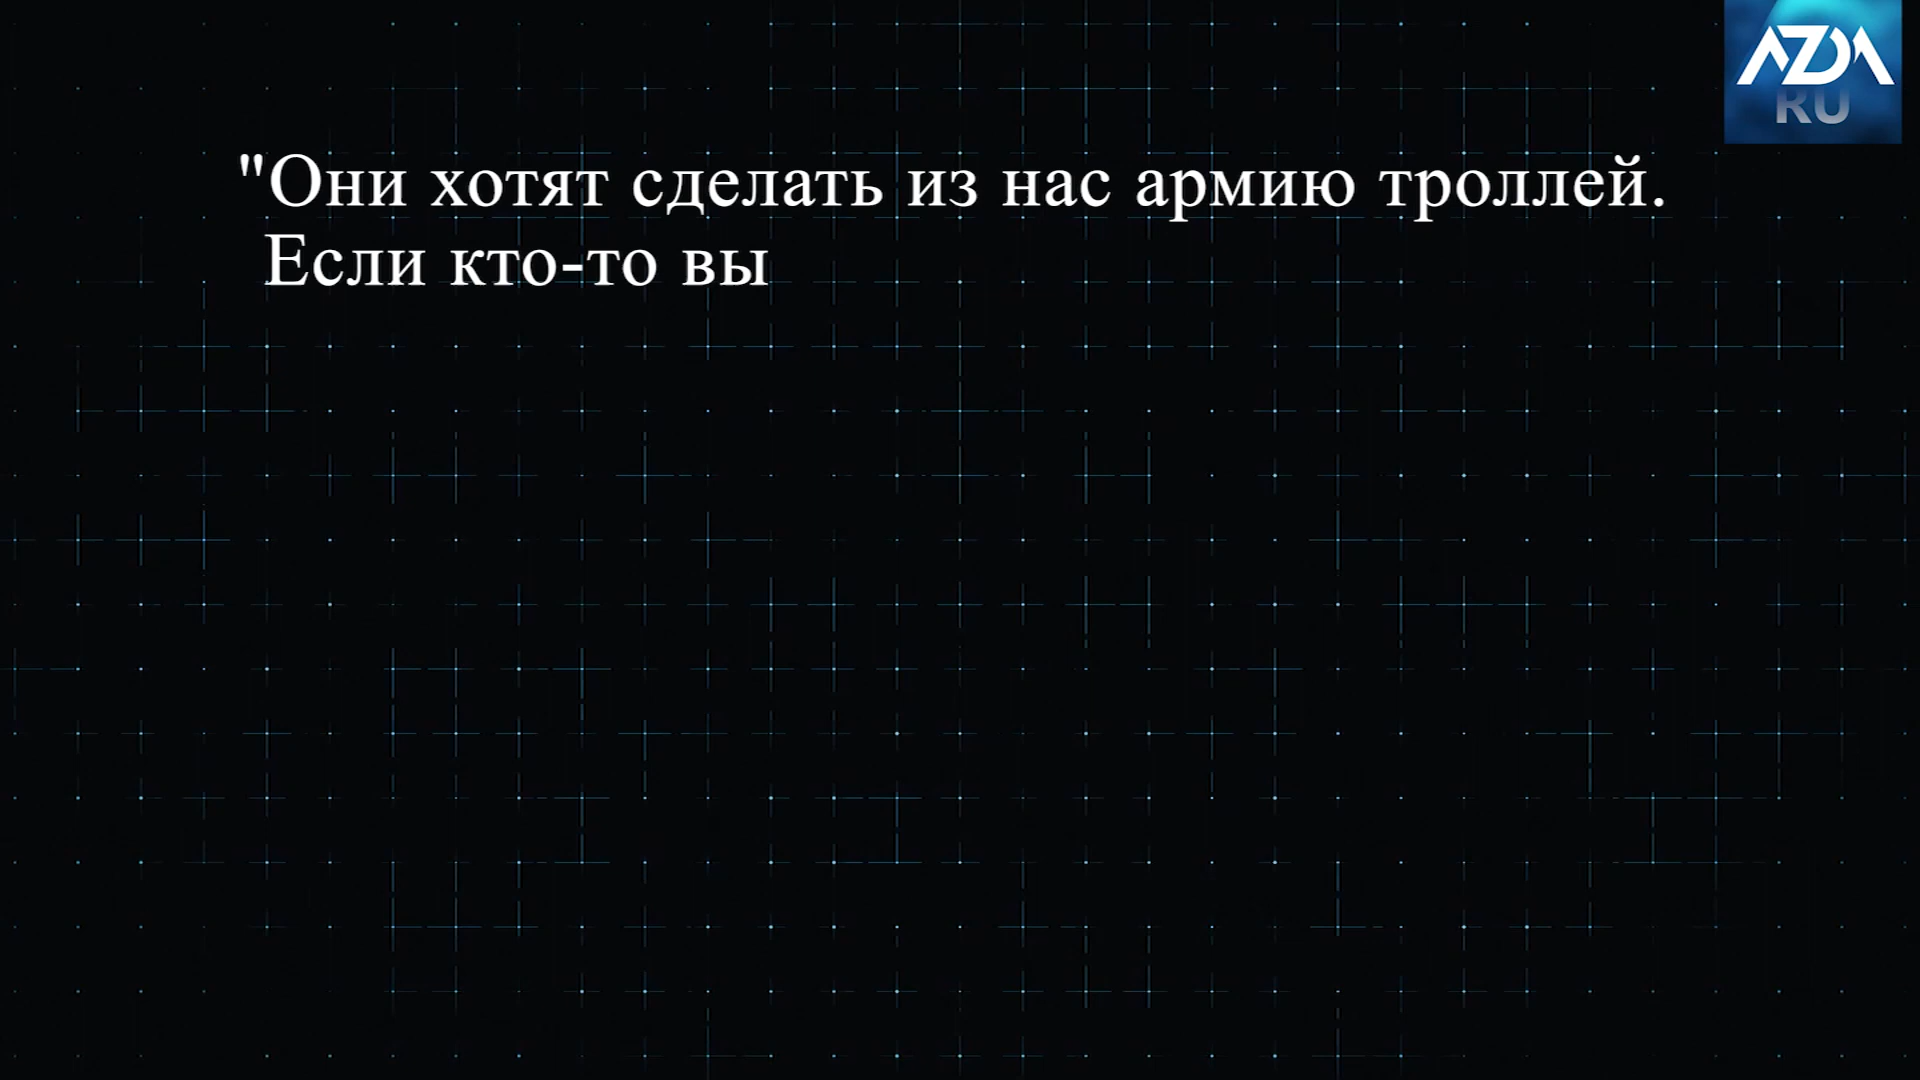 AZDA
RU
"Они хотят сделать из нас армию троллей.
Если кто-то вы